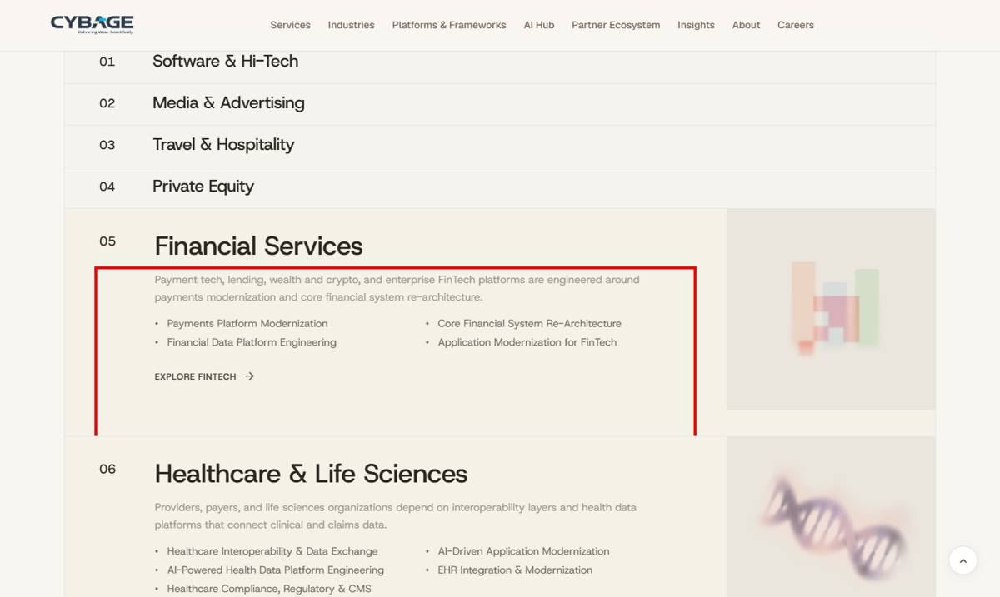 CYBAGE
Delivering Value. Scientifically.
Services Industries Platforms & Frameworks AI Hub Partner Ecosystem Insights About Careers
01 Software & Hi-Tech
02 Media & Advertising
03 Travel & Hospitality
04 Private Equity
05 Financial Services
Payment tech, lending, wealth and crypto, and enterprise FinTech platforms are engineered around
payments modernization and core financial system re-architecture.
• Payments Platform Modernization • Core Financial System Re-Architecture
• Financial Data Platform Engineering • Application Modernization for FinTech
EXPLORE FINTECH →
06 Healthcare & Life Sciences
Providers, payers, and life sciences organizations depend on interoperability layers and health data
platforms that connect clinical and claims data.
• Healthcare Interoperability & Data Exchange • AI-Driven Application Modernization
• AI-Powered Health Data Platform Engineering • EHR Integration & Modernization
• Healthcare Compliance, Regulatory & CMS